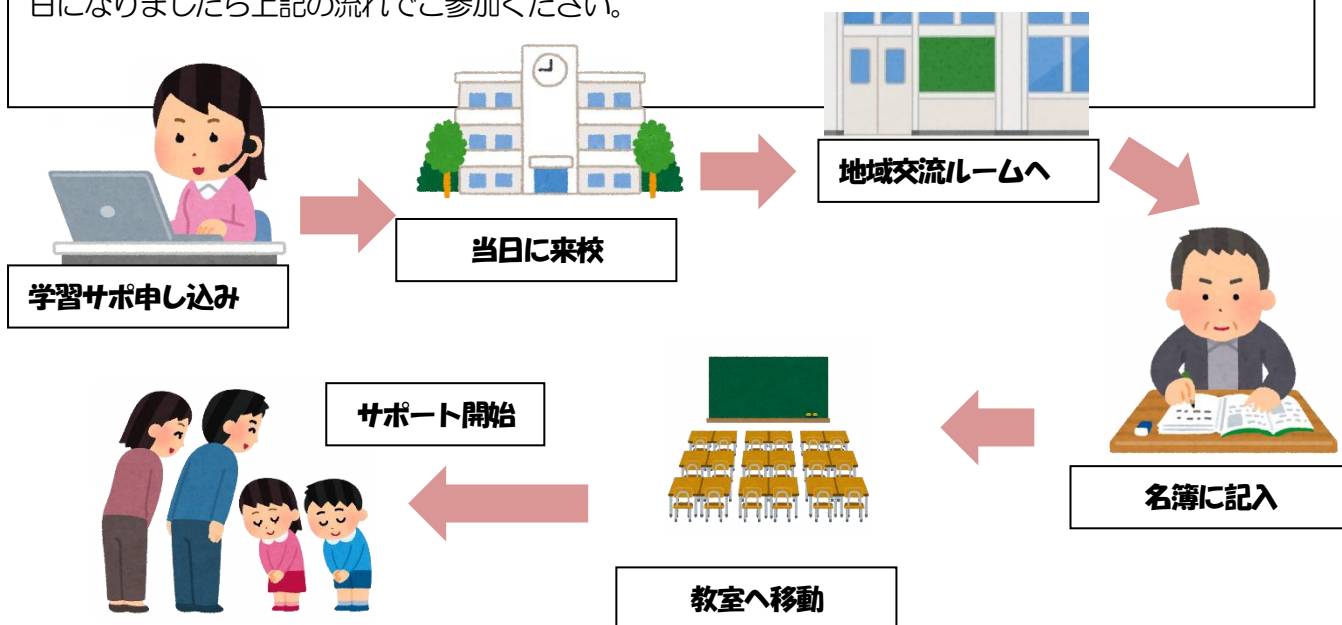 日になりましたら上記の流れでご参加ください。
学習サポ申し込み
当日に来校
地域交流ルームへ
名簿に記入
教室へ移動
サポート開始